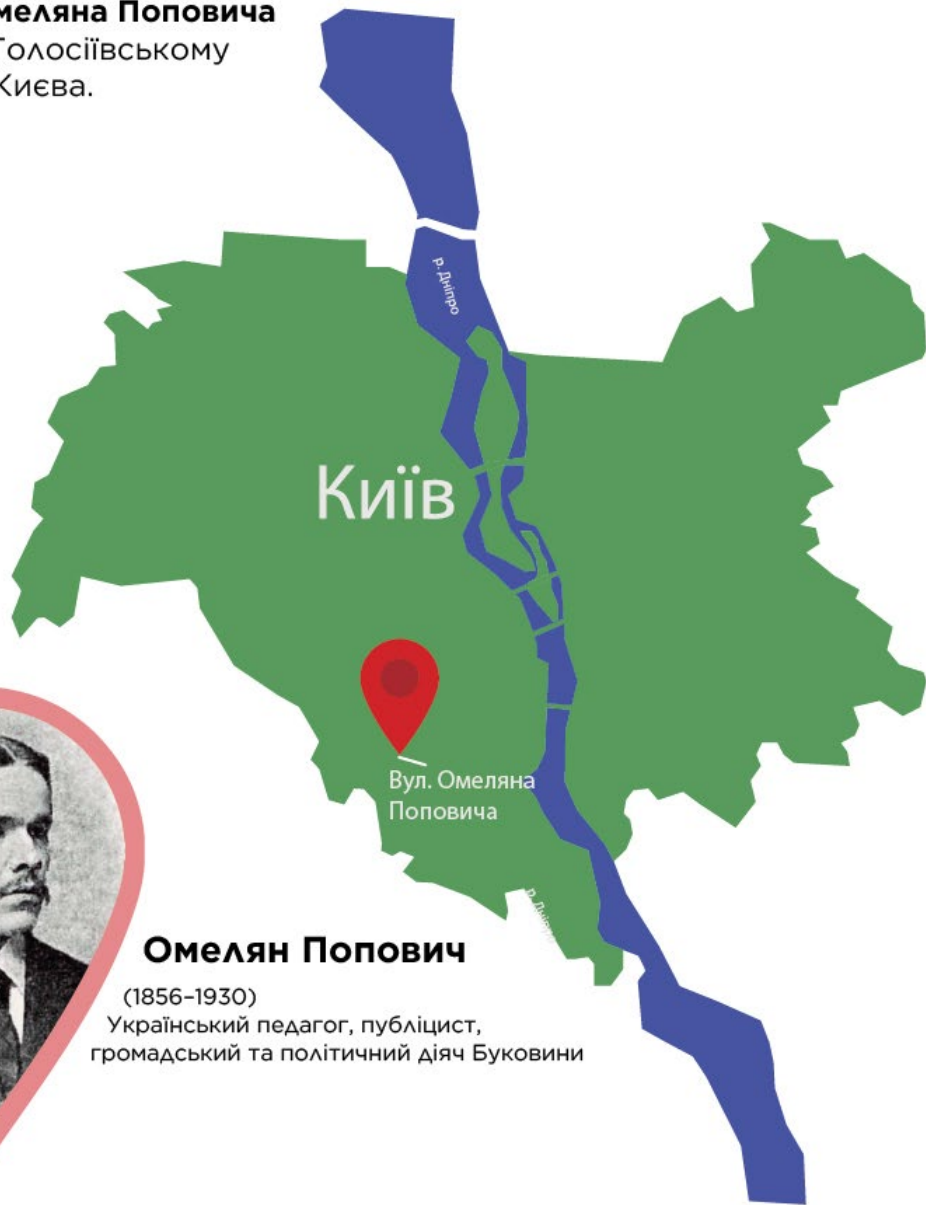 меляна Поповича
Голосіївському
Києва.
р. Дніпро
Київ
Вул. Омеляна
Поповича
р. Дніпро
Омелян Попович
(1856–1930)
Український педагог, публіцист,
громадський та політичний діяч Буковини